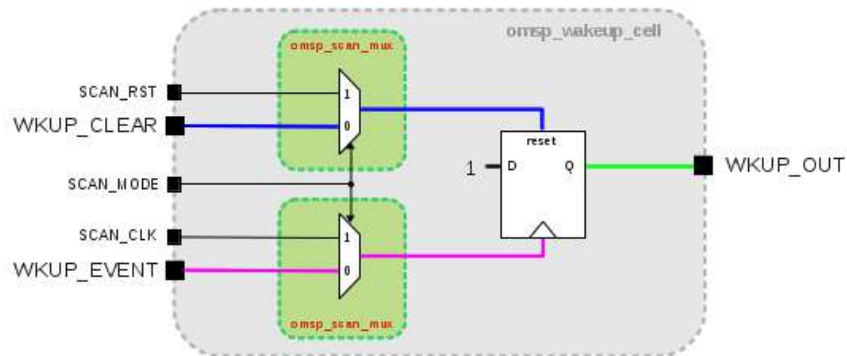 omsp_wakeup_cell
omsp_scan_mux
SCAN_RST
1
WKUP_CLEAR
0
reset
1 D Q
WKUP_OUT
SCAN_MODE
SCAN_CLK
1
WKUP_EVENT
0
omsp_scan_mux